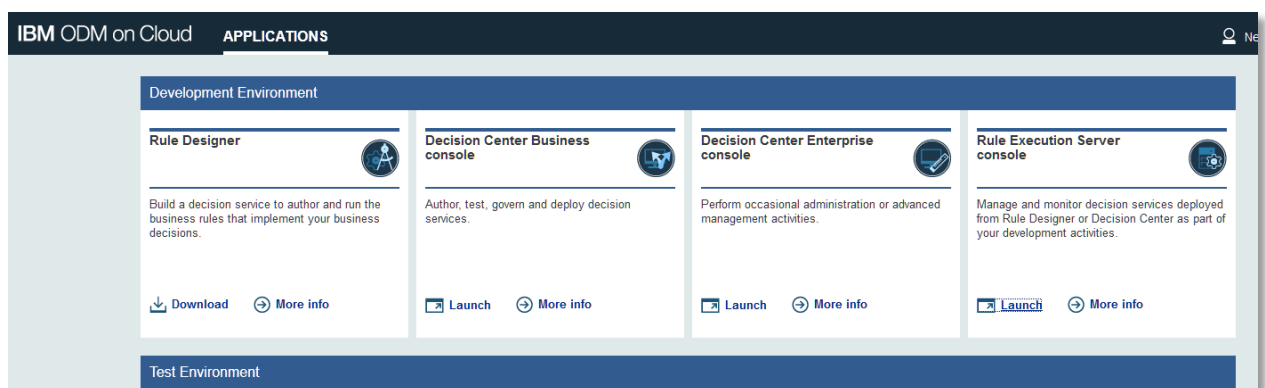 IBM ODM on Cloud APPLICATIONS
Development Environment
Rule Designer
Build a decision service to author and run the
business rules that implement your business
decisions.
Download More info
Decision Center Business
console
Author, test, govern and deploy decision
services.
Launch More info
Decision Center Enterprise
console
Perform occasional administration or advanced
management activities.
Launch More info
Rule Execution Server
console
Manage and monitor decision services deployed
from Rule Designer or Decision Center as part of
your development activities.
Launch More info
Test Environment